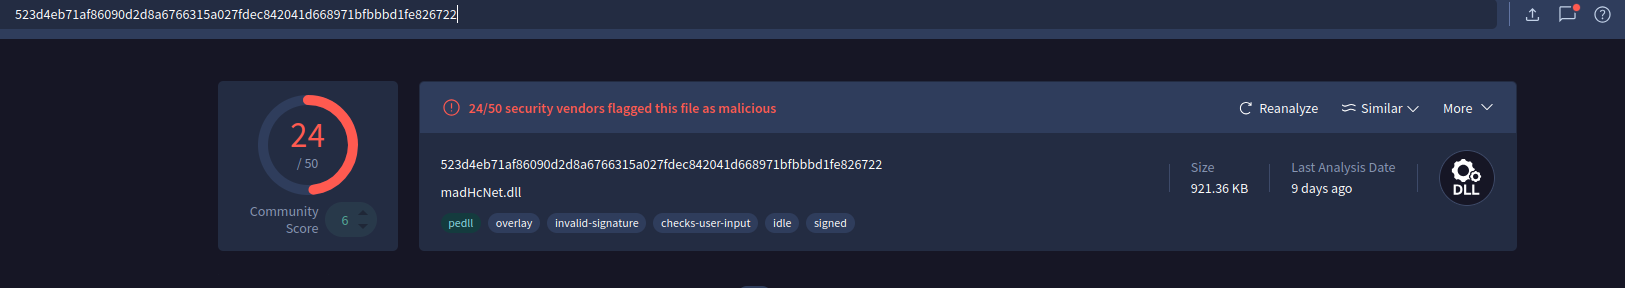 523d4eb71af86090d2d8a6766315a027fdec842041d668971bfbbbd1fe826722
24
/ 50
Community
Score
6
24/50 security vendors flagged this file as malicious
Reanalyze
Similar
More
523d4eb71af86090d2d8a6766315a027fdec842041d668971bfbbbd1fe826722
madHcNet.dll
pedll
overlay
invalid-signature
checks-user-input
idle
signed
Size
921.36 KB
Last Analysis Date
9 days ago
DLL